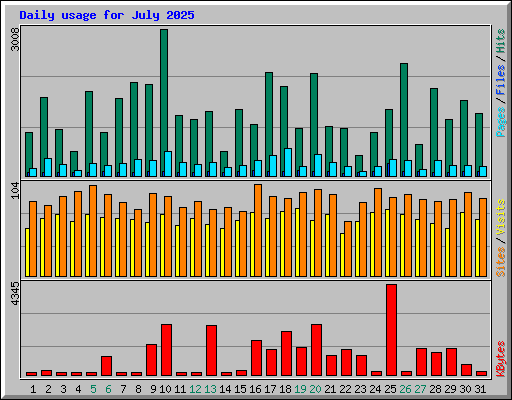 Daily usage for July 2025
3008
Pages / Files / Hits
104
Sites / Visits
4345
KBytes
1 2 3 4 5 6 7 8 9 10 11 12 13 14 15 16 17 18 19 20 21 22 23 24 25 26 27 28 29 30 31